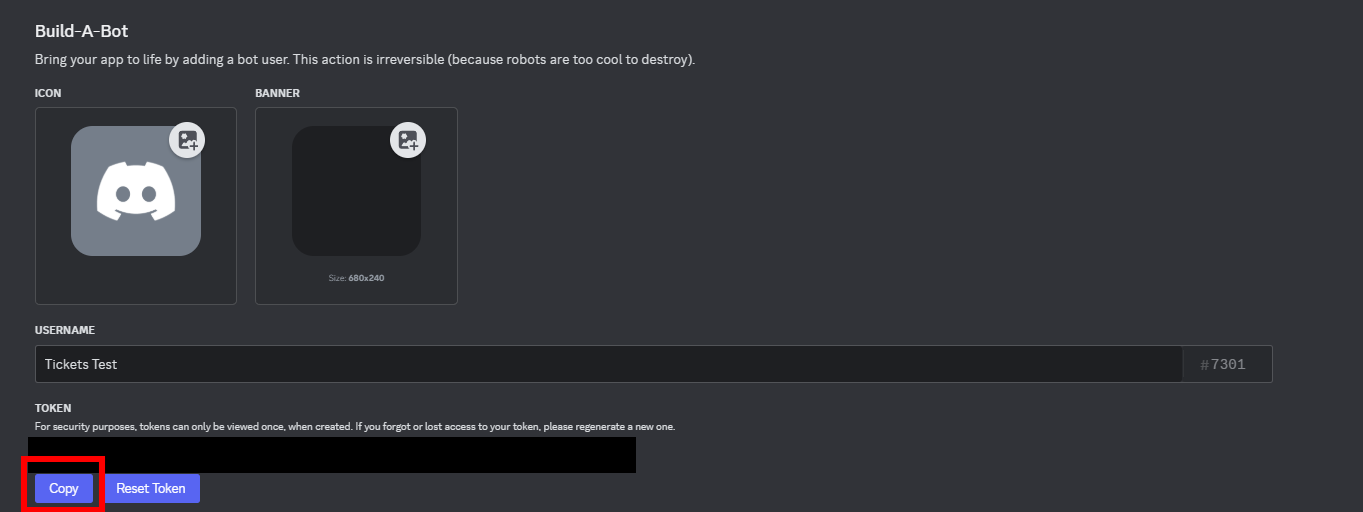 Build-A-Bot
Bring your app to life by adding a bot user. This action is irreversible (because robots are too cool to destroy).
ICON
BANNER
Size: 680x240
USERNAME
Tickets Test
#7301
TOKEN
For security purposes, tokens can only be viewed once, when created. If you forgot or lost access to your token, please regenerate a new one.
Copy
Reset Token